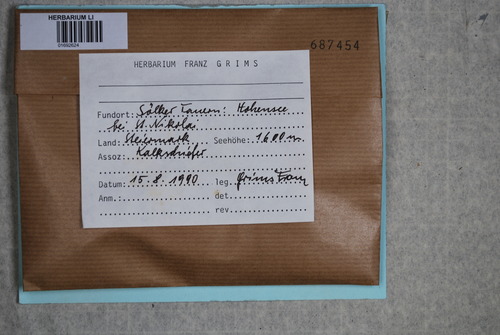 HERBARIUM LI
01692624
687454
HERBARIUM FRANZ GRIMS
Fundort: Sölker Tauern: Hohensee
bei St. Nikolai
Land: Steiermark Seehöhe: 1600 m
Assoz: Kalkschiefer
Datum: 15.8.1990 leg. Grims Franz
Anm.: det.
rev.